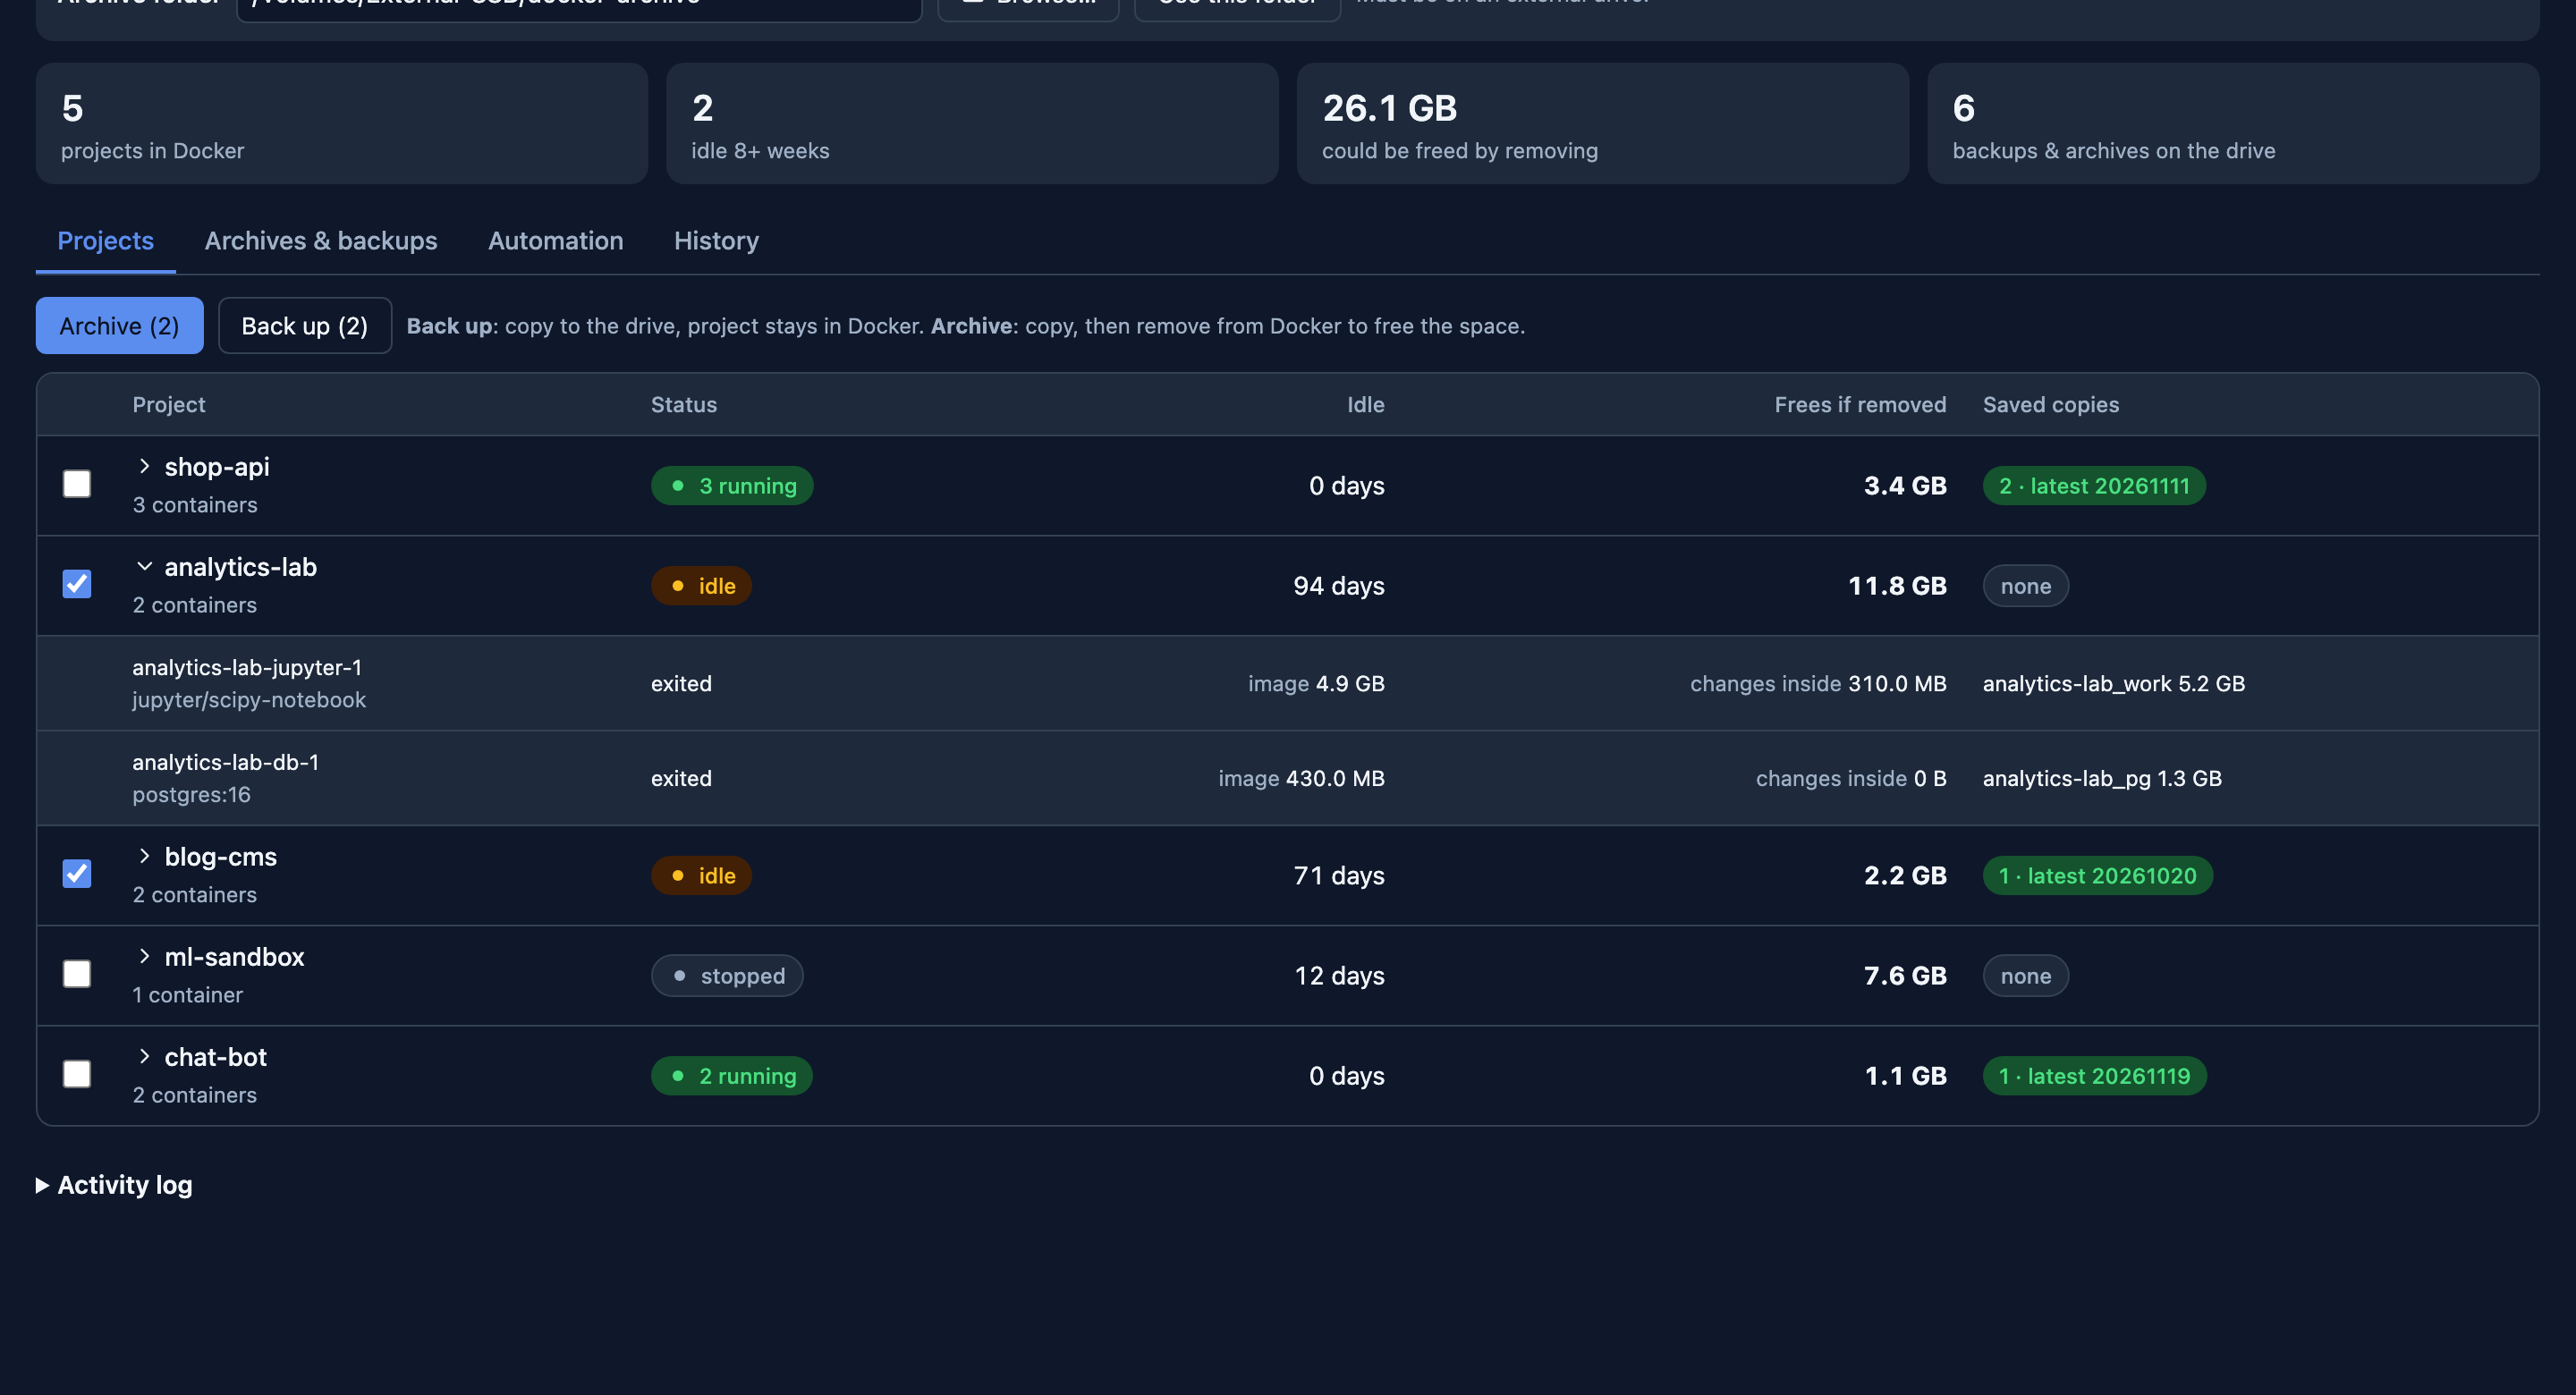 5
projects in Docker
2
idle 8+ weeks
26.1 GB
could be freed by removing
6
backups & archives on the drive
Projects Archives & backups Automation History
Archive (2) Back up (2) Back up: copy to the drive, project stays in Docker. Archive: copy, then remove from Docker to free the space.
Project Status Idle Frees if removed Saved copies
shop-api
3 containers
3 running 0 days 3.4 GB 2 · latest 20261111
analytics-lab
2 containers
idle 94 days 11.8 GB none
analytics-lab-jupyter-1
jupyter/scipy-notebook
exited image 4.9 GB changes inside 310.0 MB analytics-lab_work 5.2 GB
analytics-lab-db-1
postgres:16
exited image 430.0 MB changes inside 0 B analytics-lab_pg 1.3 GB
blog-cms
2 containers
idle 71 days 2.2 GB 1 · latest 20261020
ml-sandbox
1 container
stopped 12 days 7.6 GB none
chat-bot
2 containers
2 running 0 days 1.1 GB 1 · latest 20261119
Activity log